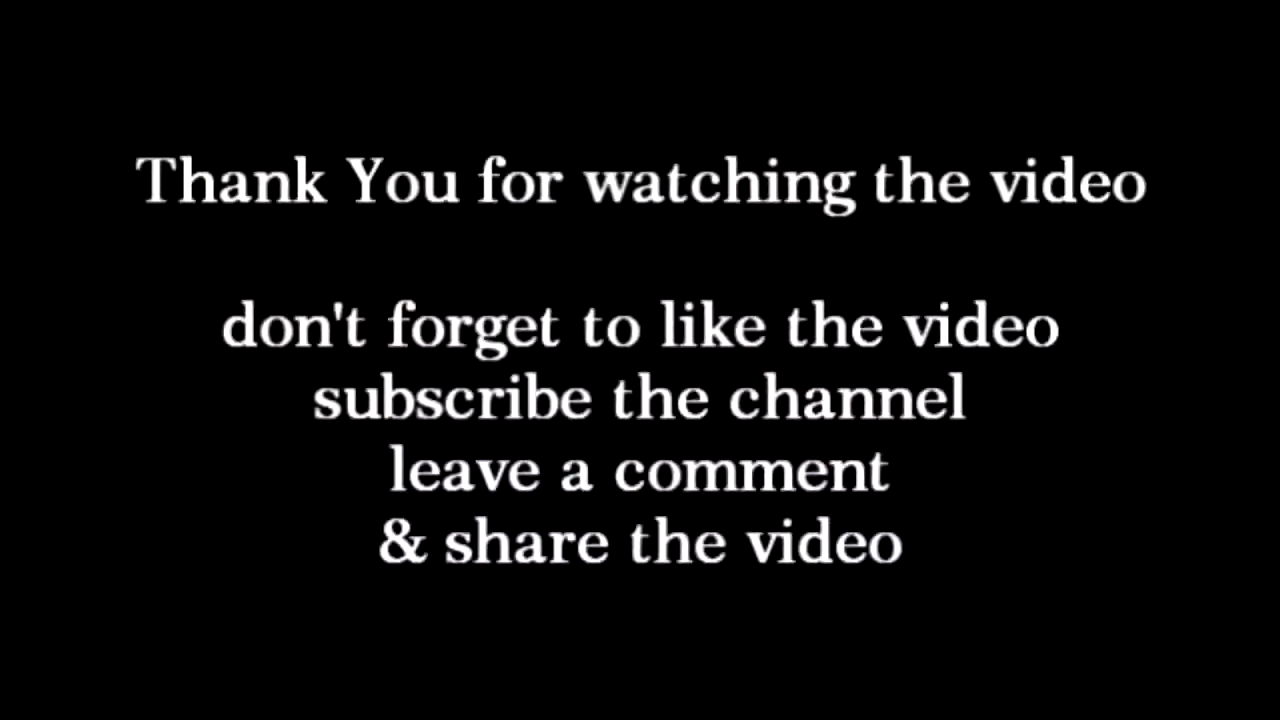 Thank You for watching the video
don't forget to like the video
subscribe the channel
leave a comment
& share the video